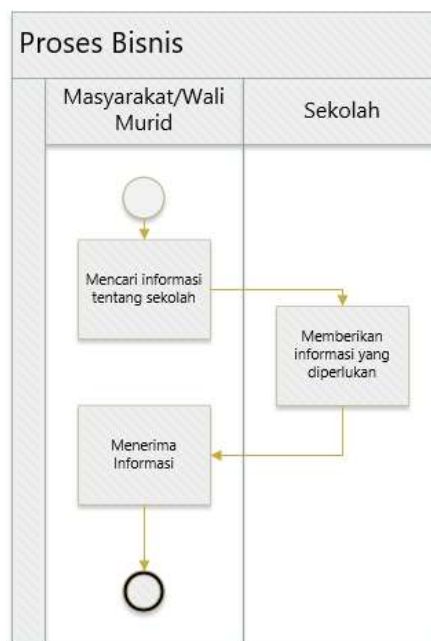 Proses Bisnis
Masyarakat/Wali
Murid
Sekolah
Mencari informasi
tentang sekolah
Memberikan
informasi yang
diperlukan
Menerima
Informasi